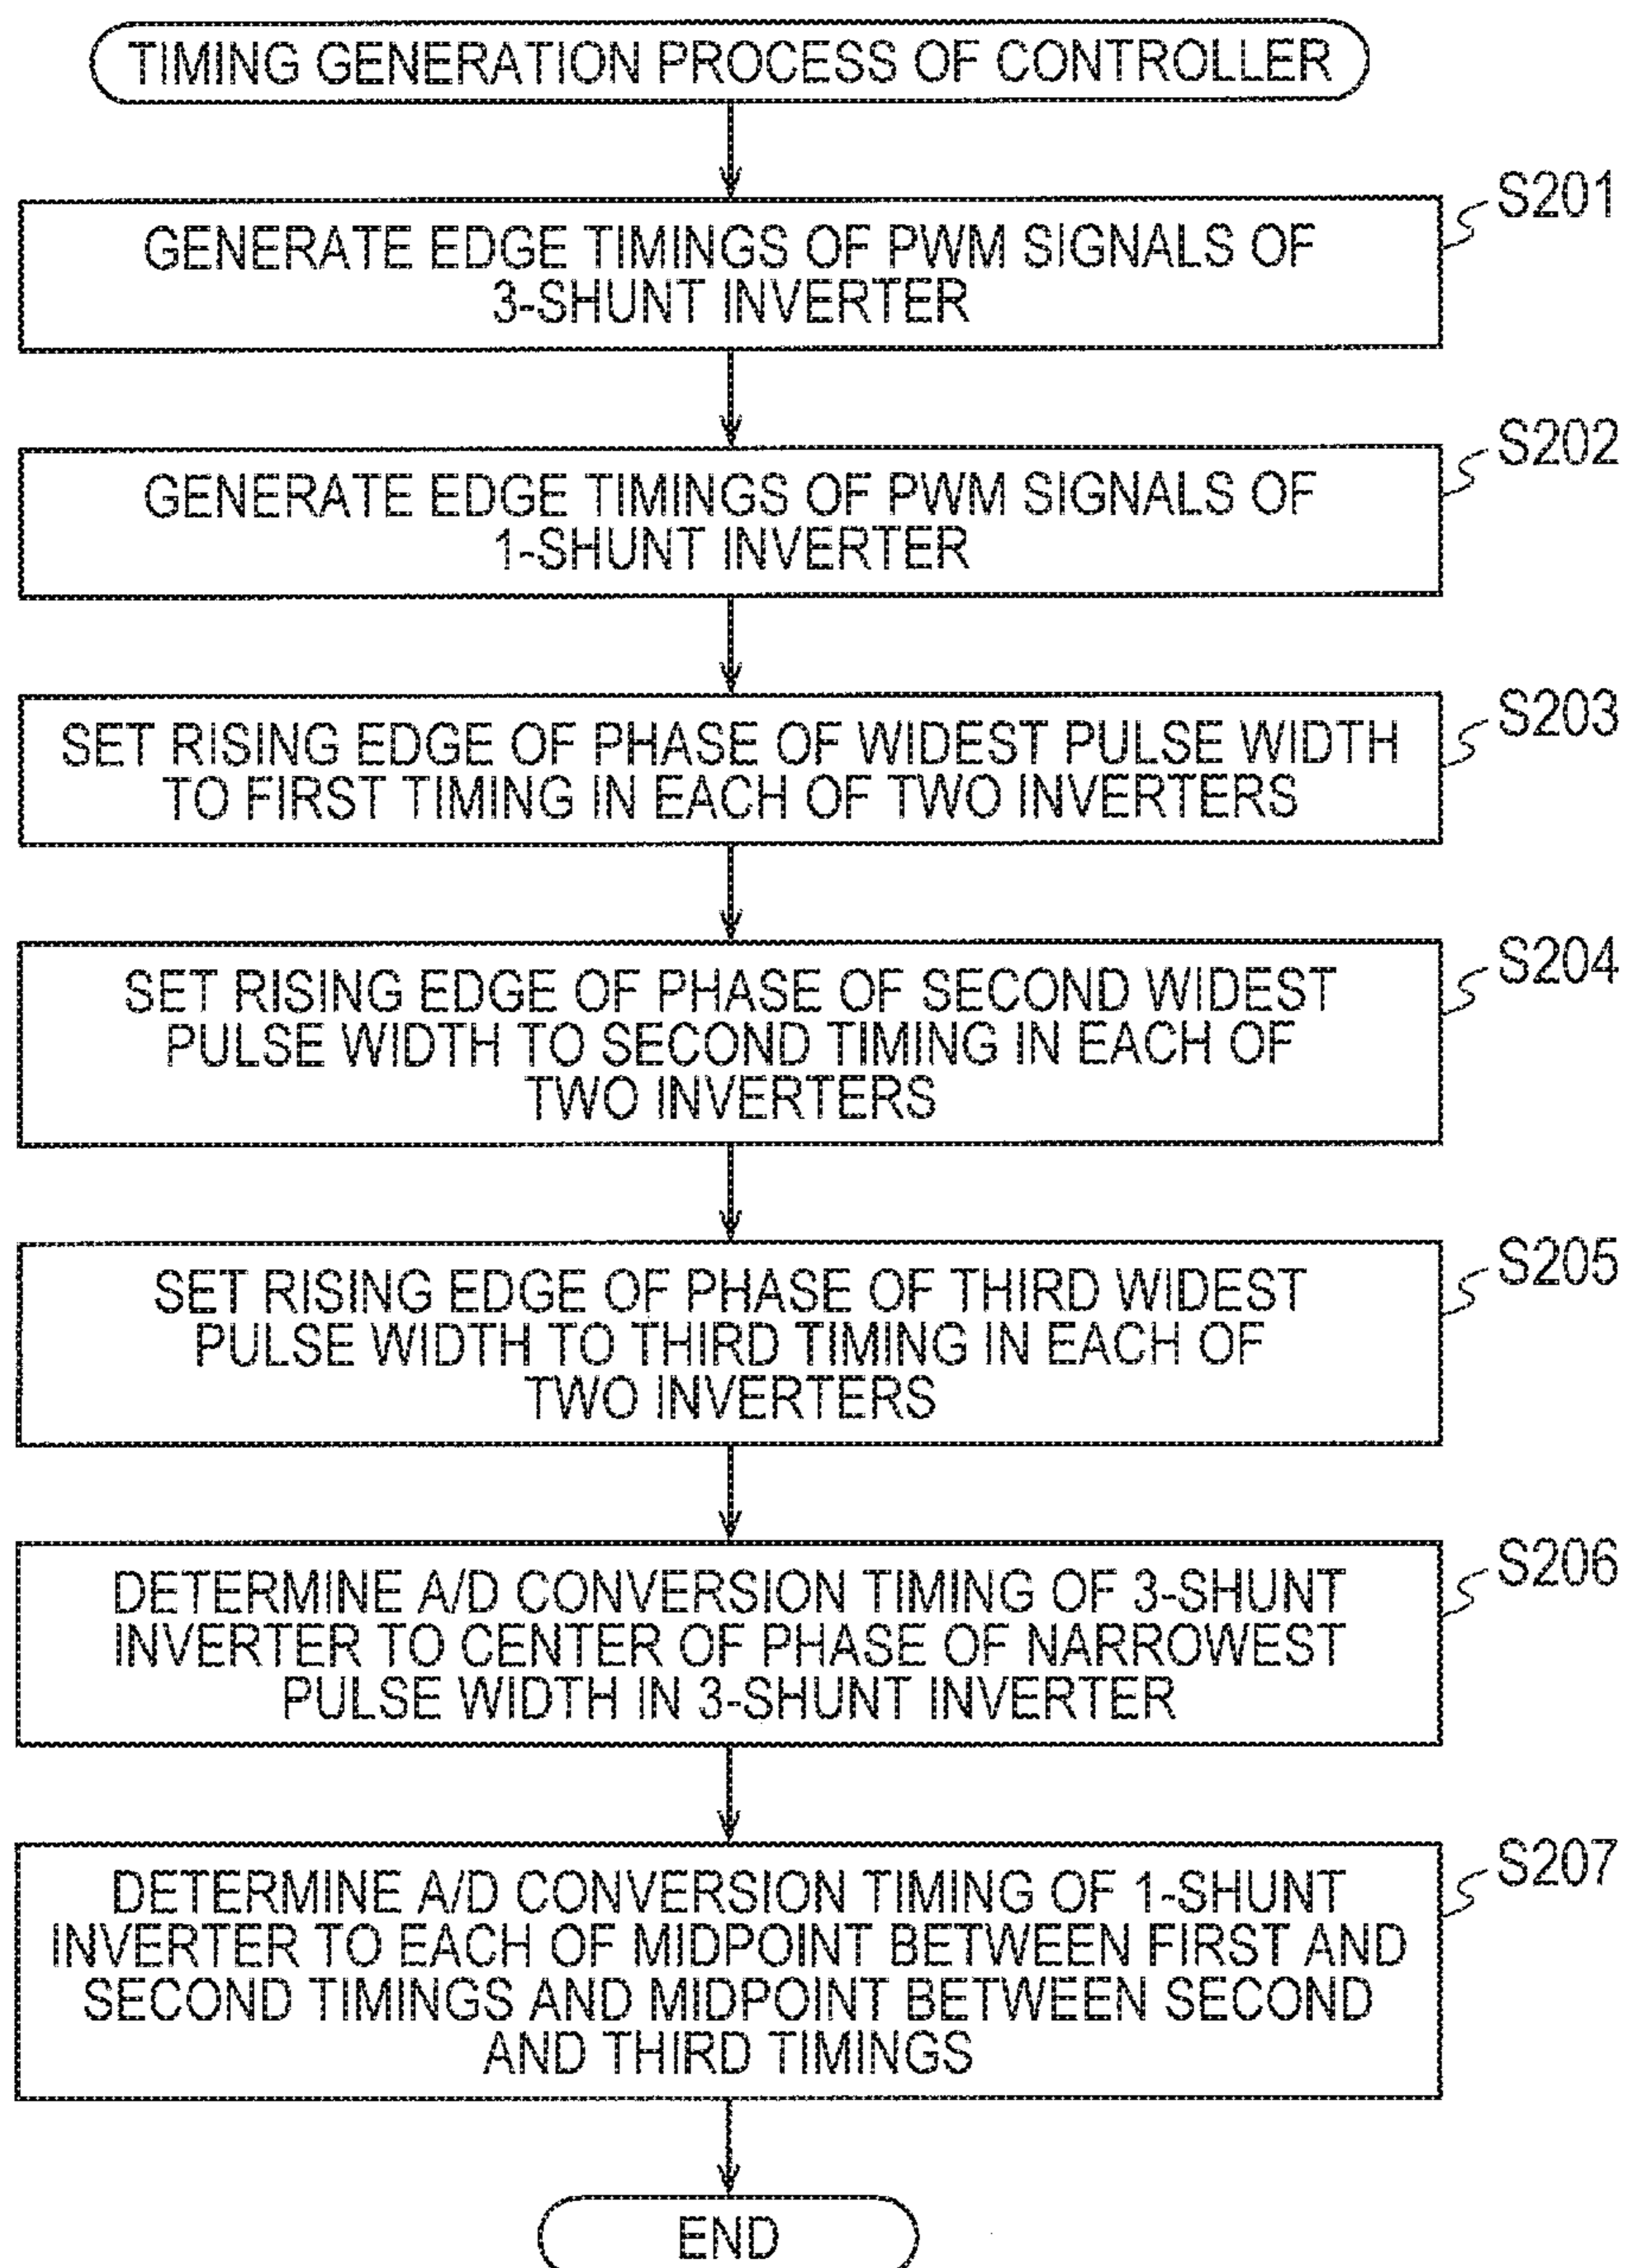 TIMING GENERATION PROCESS OF CONTROLLER
S201
GENERATE EDGE TIMINGS OF PWM SIGNALS OF
3-SHUNT INVERTER
S202
GENERATE EDGE TIMINGS OF PWM SIGNALS OF
1-SHUNT INVERTER
S203
SET RISING EDGE OF PHASE OF WIDEST PULSE WIDTH
TO FIRST TIMING IN EACH OF TWO INVERTERS
S204
SET RISING EDGE OF PHASE OF SECOND WIDEST
PULSE WIDTH TO SECOND TIMING IN EACH OF
TWO INVERTERS
S205
SET RISING EDGE OF PHASE OF THIRD WIDEST
PULSE WIDTH TO THIRD TIMING IN EACH OF
TWO INVERTERS
S206
DETERMINE A/D CONVERSION TIMING OF 3-SHUNT
INVERTER TO CENTER OF PHASE OF NARROWEST
PULSE WIDTH IN 3-SHUNT INVERTER
S207
DETERMINE A/D CONVERSION TIMING OF 1-SHUNT
INVERTER TO EACH OF MIDPOINT BETWEEN FIRST AND
SECOND TIMINGS AND MIDPOINT BETWEEN SECOND
AND THIRD TIMINGS
END